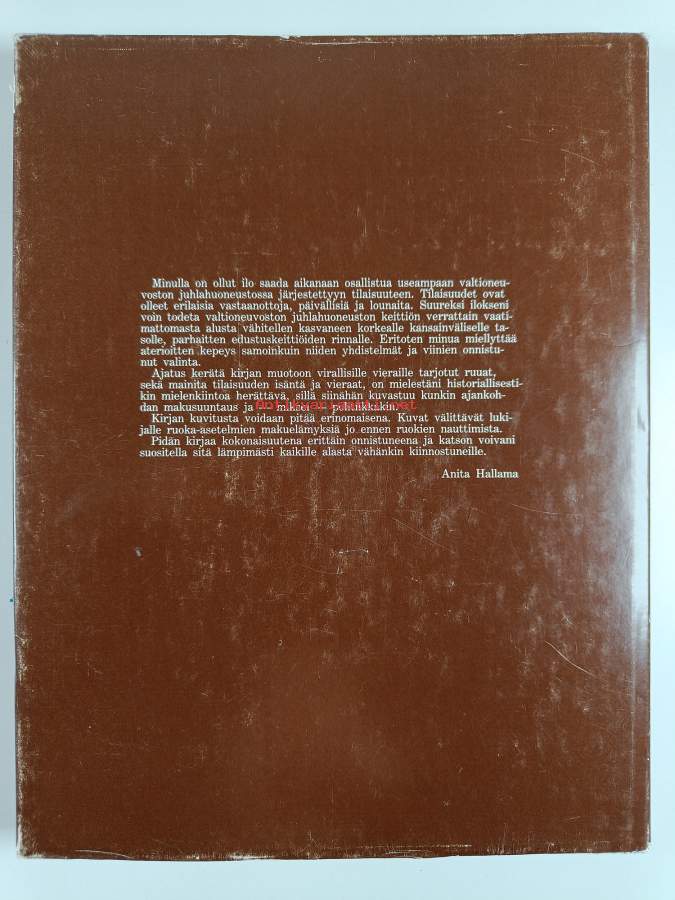 Minulla on ollut ilo saada aikanaan osallistua useampaan valtioneu-
voston juhlahuoneustossa järjestettyyn tilaisuuteen. Tilaisuudet ovat
olleet erilaisia vastaanottoja, päivällisiä ja lounaita. Suureksi ilokseni
voin todeta valtioneuvoston juhlahuoneuston keittiön verrattain vaati-
mattomasta alusta vähitellen kasvaneen korkealle kansainväliselle ta-
solle, parhaitten edustuskeittiöiden rinnalle. Eritoten minua miellyttää
aterioitten kepeys samoinkuin niiden yhdistelmät ja viinien onnistu-
nut valinta.
Ajatus kerätä kirjan muotoon virallisille vieraille tarjotut ruuat,
sekä mainita tilaisuuden isäntä ja vieraat, on mielestäni historiallisesti-
kin mielenkiintoa herättävä, sillä siinähän kuvastuu kunkin ajankoh-
dan makusuuntaus ja
Kirjan kuvitusta voidaan pitää erinomaisena. Kuvat välittävät luki-
jalle ruoka-asetelmien makuelämyksiä jo ennen ruokien nauttimista.
Pidän kirjaa kokonaisuutena erittäin onnistuneena ja katson voivani
suositella sitä lämpimästi kaikille alasta vähänkin kiinnostuneille.
Anita Hallama